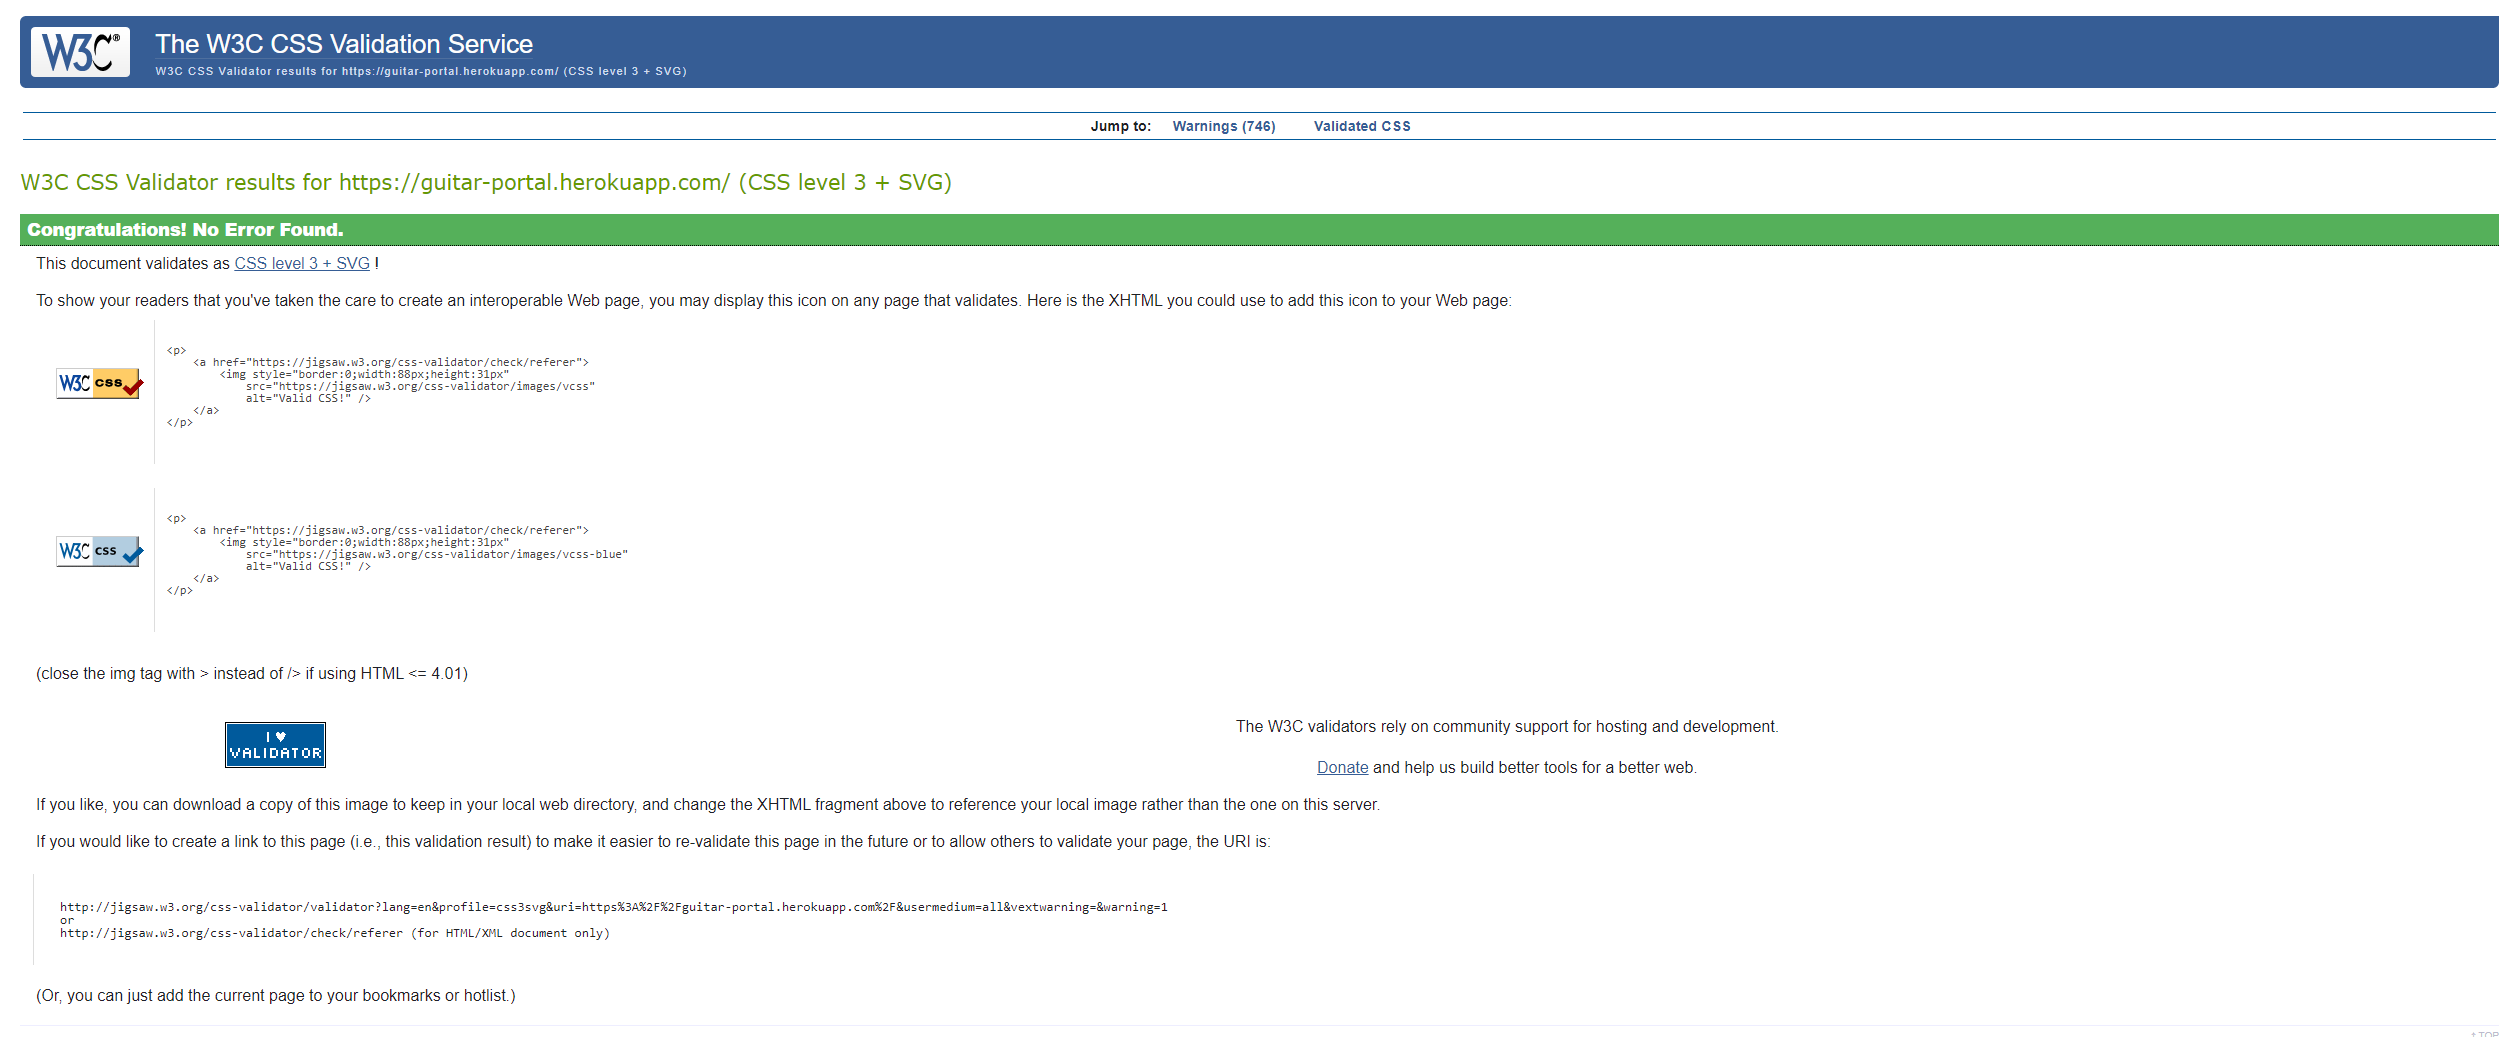 W3C®
The W3C CSS Validation Service
W3C CSS Validator results for https://guitar-portal.herokuapp.com/ (CSS level 3 + SVG)
Jump to: Warnings (746) Validated CSS
W3C CSS Validator results for https://guitar-portal.herokuapp.com/ (CSS level 3 + SVG)
Congratulations! No Error Found.
This document validates as CSS level 3 + SVG !
To show your readers that you've taken the care to create an interoperable Web page, you may display this icon on any page that validates. Here is the XHTML you could use to add this icon to your Web page:
W3C css
<p>
<a href="https://jigsaw.w3.org/css-validator/check/referer">
<img style="border:0;width:88px;height:31px"
src="https://jigsaw.w3.org/css-validator/images/vcss"
alt="Valid CSS!" />
</a>
</p>
W3C css
<p>
<a href="https://jigsaw.w3.org/css-validator/check/referer">
<img style="border:0;width:88px;height:31px"
src="https://jigsaw.w3.org/css-validator/images/vcss-blue"
alt="Valid CSS!" />
</a>
</p>
(close the img tag with > instead of /> if using HTML <= 4.01)
I ♥
VALIDATOR
The W3C validators rely on community support for hosting and development.
Donate and help us build better tools for a better web.
If you like, you can download a copy of this image to keep in your local web directory, and change the XHTML fragment above to reference your local image rather than the one on this server.
If you would like to create a link to this page (i.e., this validation result) to make it easier to re-validate this page in the future or to allow others to validate your page, the URI is:
http://jigsaw.w3.org/css-validator/validator?lang=en&profile=css3svg&uri=https%3A%2F%2Fguitar-portal.herokuapp.com%2F&usermedium=all&vextwarning=&warning=1
or
http://jigsaw.w3.org/css-validator/check/referer (for HTML/XML document only)
(Or, you can just add the current page to your bookmarks or hotlist.)
↑ TOP